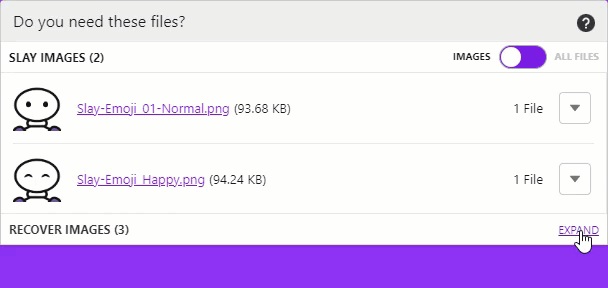 Do you need these files?
SLAY IMAGES (2) IMAGES ALL FILES
Slay-Emoji_01-Normal.png (93.68 KB) 1 File
Slay-Emoji_Happy.png (94.24 KB) 1 File
RECOVER IMAGES (3) EXPAND